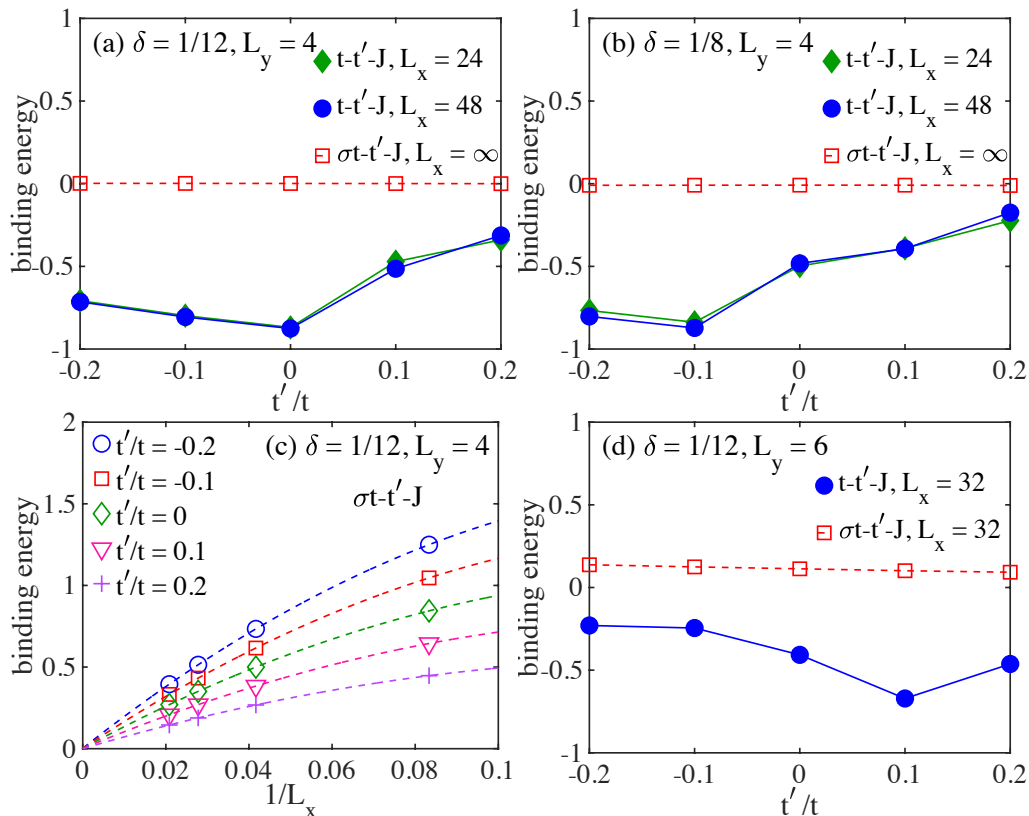 (a) δ = 1/12, L_y = 4
t-t′-J, L_x = 24
t-t′-J, L_x = 48
σt-t′-J, L_x = ∞
binding energy
1
0.5
0
-0.5
-1
-0.2
-0.1
0
0.1
0.2
t′/t
(b) δ = 1/8, L_y = 4
t-t′-J, L_x = 24
t-t′-J, L_x = 48
σt-t′-J, L_x = ∞
binding energy
1
0.5
0
-0.5
-1
-0.2
-0.1
0
0.1
0.2
t′/t
(c) δ = 1/12, L_y = 4
σt-t′-J
t′/t = -0.2
t′/t = -0.1
t′/t = 0
t′/t = 0.1
t′/t = 0.2
binding energy
2
1.5
1
0.5
0
0
0.02
0.04
0.06
0.08
0.1
1/L_x
(d) δ = 1/12, L_y = 6
t-t′-J, L_x = 32
σt-t′-J, L_x = 32
binding energy
1
0.5
0
-0.5
-1
-0.2
-0.1
0
0.1
0.2
t′/t